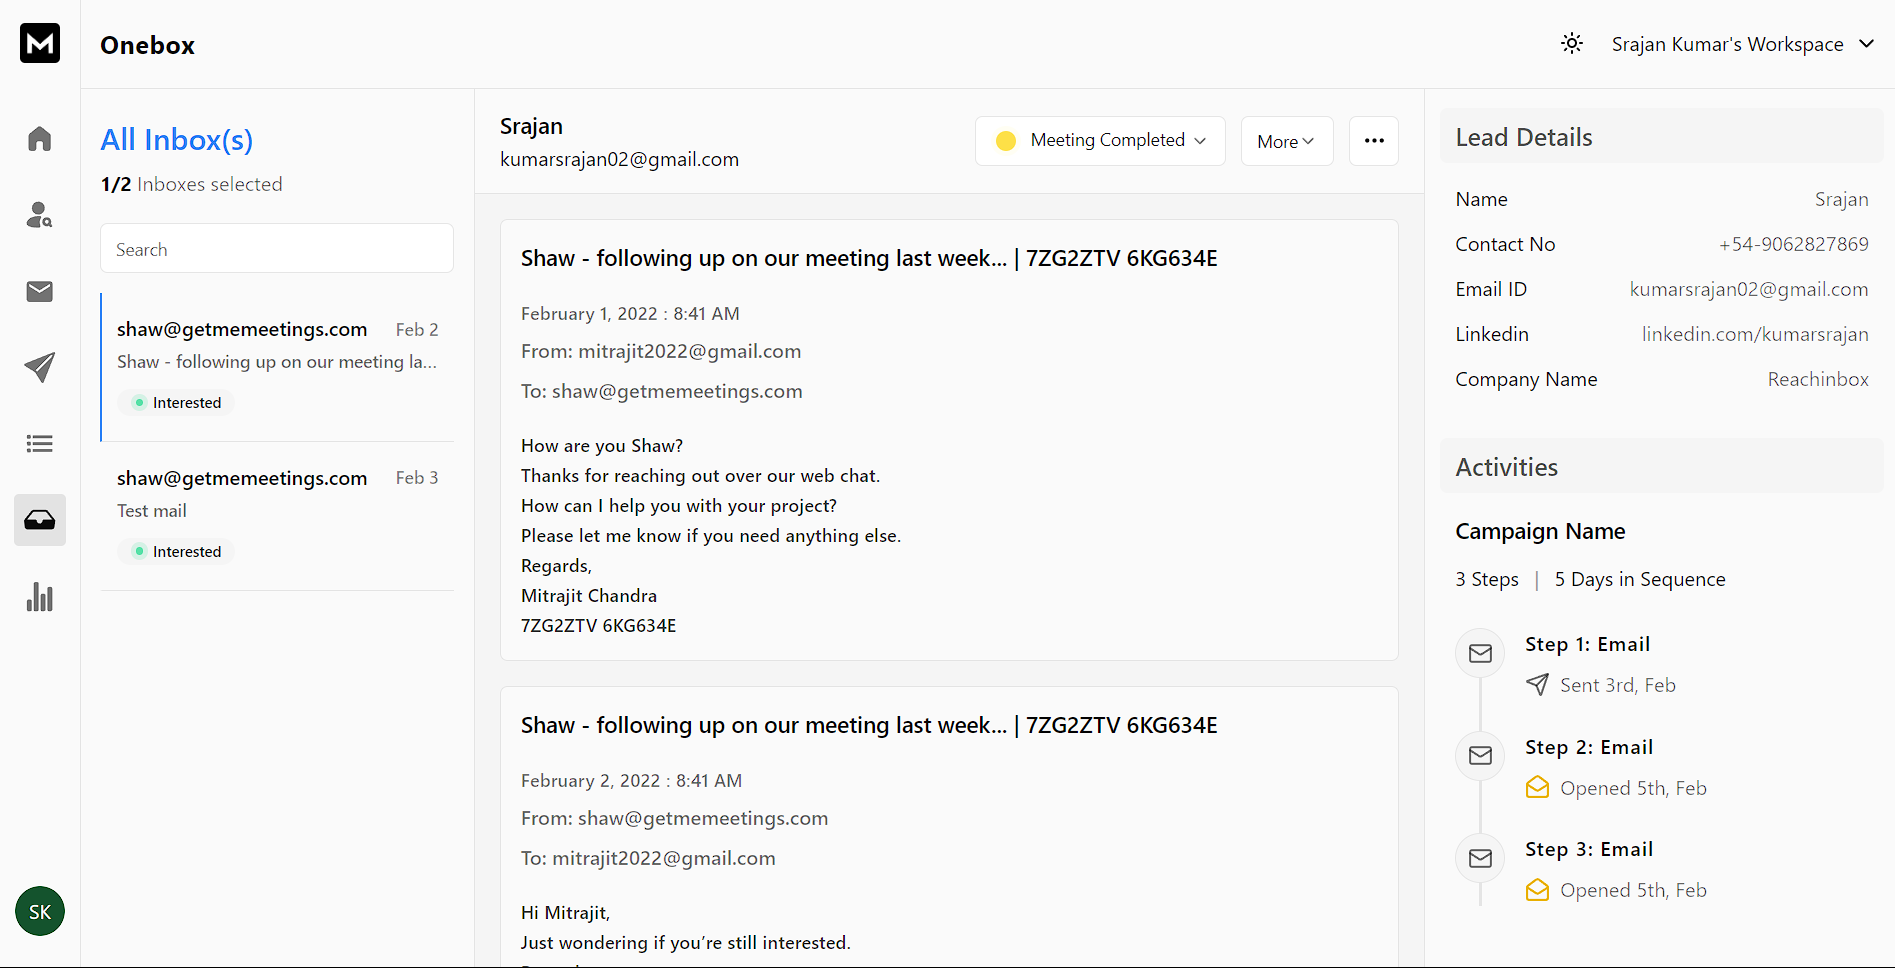 M
Onebox
Srajan Kumar's Workspace
All Inbox(s)
1/2 Inboxes selected
Search
shaw@getmemeetings.com Feb 2
Shaw - following up on our meeting la...
Interested
shaw@getmemeetings.com Feb 3
Test mail
Interested
SK
Srajan
kumarsrajan02@gmail.com
Meeting Completed
More
Shaw - following up on our meeting last week... | 7ZG2ZTV 6KG634E
February 1, 2022 : 8:41 AM
From: mitrajit2022@gmail.com
To: shaw@getmemeetings.com
How are you Shaw?
Thanks for reaching out over our web chat.
How can I help you with your project?
Please let me know if you need anything else.
Regards,
Mitrajit Chandra
7ZG2ZTV 6KG634E
Shaw - following up on our meeting last week... | 7ZG2ZTV 6KG634E
February 2, 2022 : 8:41 AM
From: shaw@getmemeetings.com
To: mitrajit2022@gmail.com
Hi Mitrajit,
Just wondering if you’re still interested.
Lead Details
Name Srajan
Contact No +54-9062827869
Email ID kumarsrajan02@gmail.com
Linkedin linkedin.com/kumarsrajan
Company Name Reachinbox
Activities
Campaign Name
3 Steps | 5 Days in Sequence
Step 1: Email
Sent 3rd, Feb
Step 2: Email
Opened 5th, Feb
Step 3: Email
Opened 5th, Feb